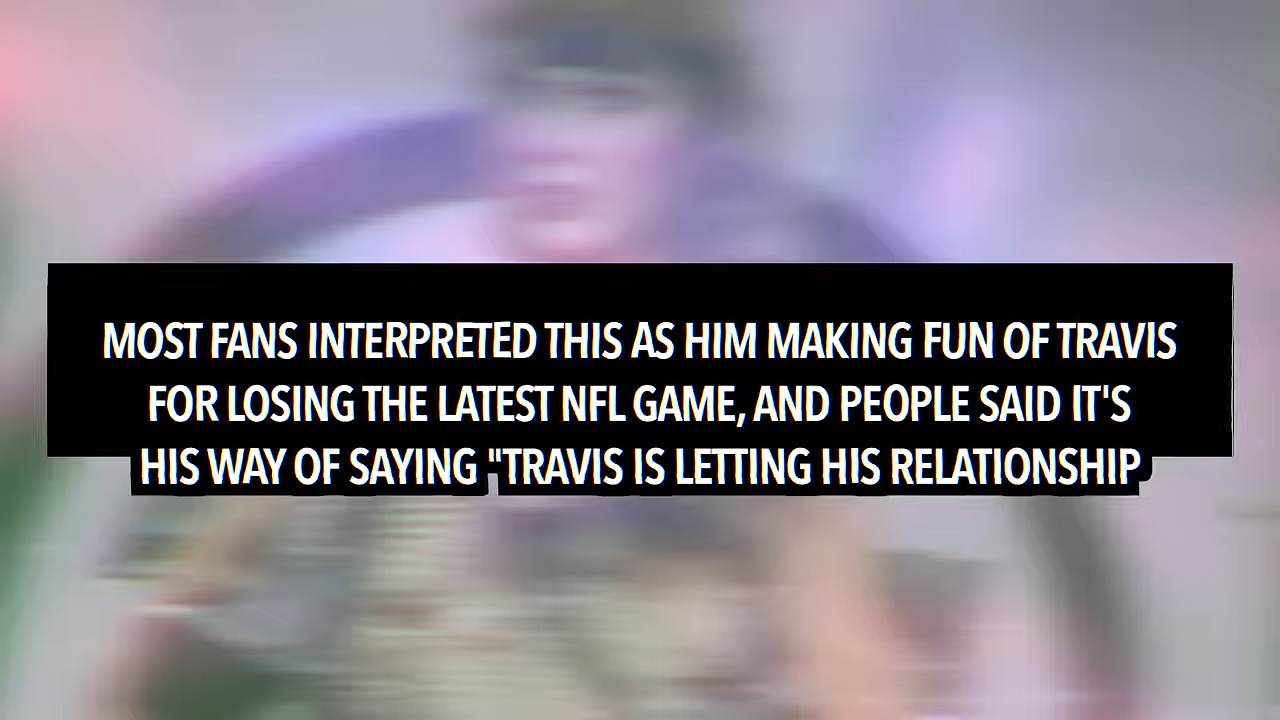 MOST FANS INTERPRETED THIS AS HIM MAKING FUN OF TRAVIS
FOR LOSING THE LATEST NFL GAME, AND PEOPLE SAID IT'S
HIS WAY OF SAYING "TRAVIS IS LETTING HIS RELATIONSHIP